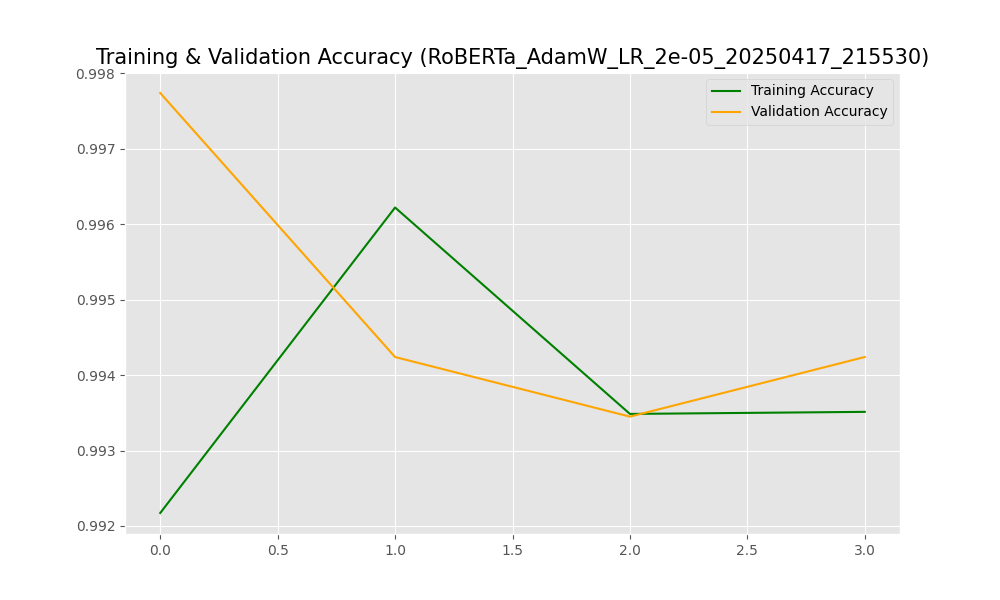 Training & Validation Accuracy (RoBERTa_AdamW_LR_2e-05_20250417_215530)
Training Accuracy
Validation Accuracy
0.998
0.997
0.996
0.995
0.994
0.993
0.992
0.0 0.5 1.0 1.5 2.0 2.5 3.0